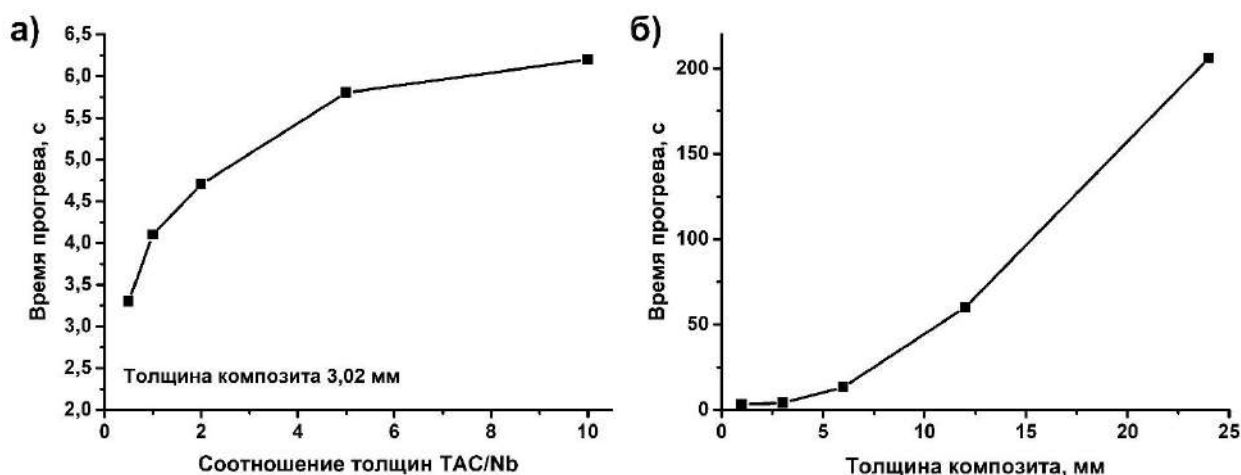 а)
6,5
6,0
5,5
5,0
4,5
4,0
3,5
3,0
2,5
2,0
Время прогрева, с
Толщина композита 3,02 мм
0 2 4 6 8 10
Соотношение толщин TAC/Nb
б)
200
150
100
50
0
Время прогрева, с
0 5 10 15 20 25
Толщина композита, мм